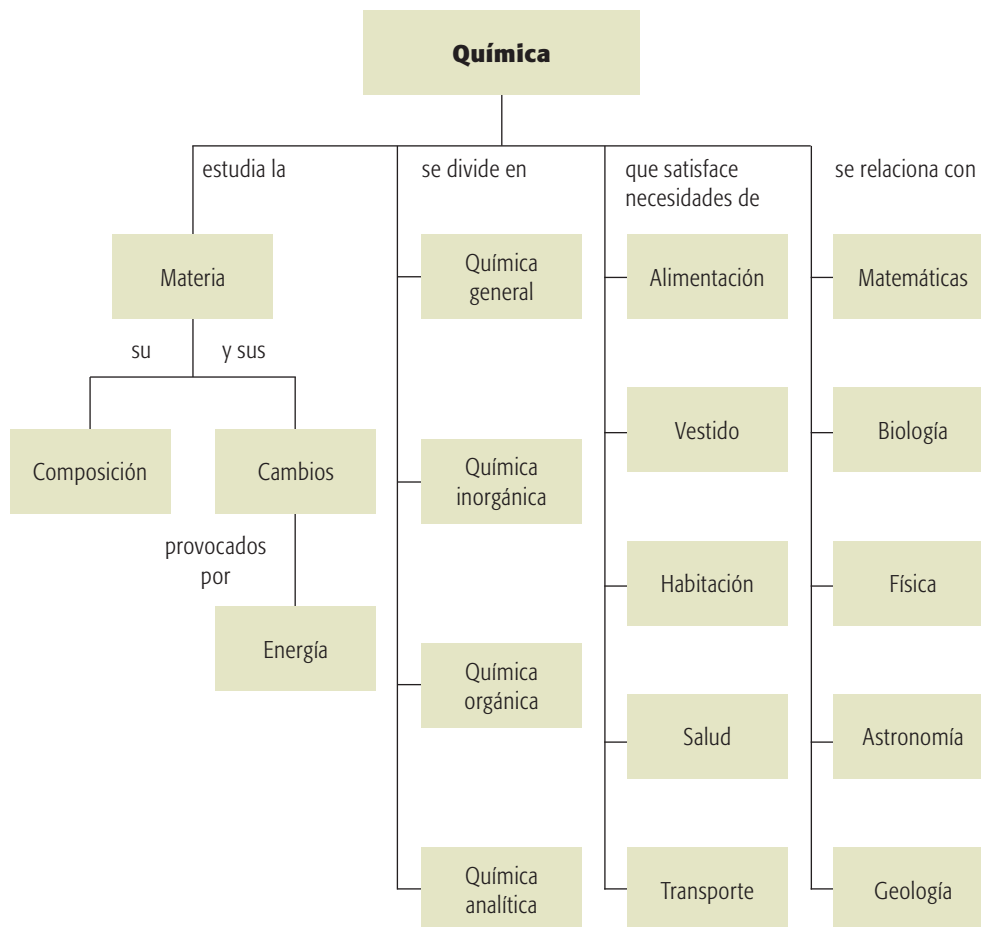 Química
estudia la
Materia
su
y sus
Composición
Cambios
provocados
por
Energía
se divide en
Química
general
Química
inorgánica
Química
orgánica
Química
analítica
que satisface
necesidades de
Alimentación
Vestido
Habitación
Salud
Transporte
se relaciona con
Matemáticas
Biología
Física
Astronomía
Geología